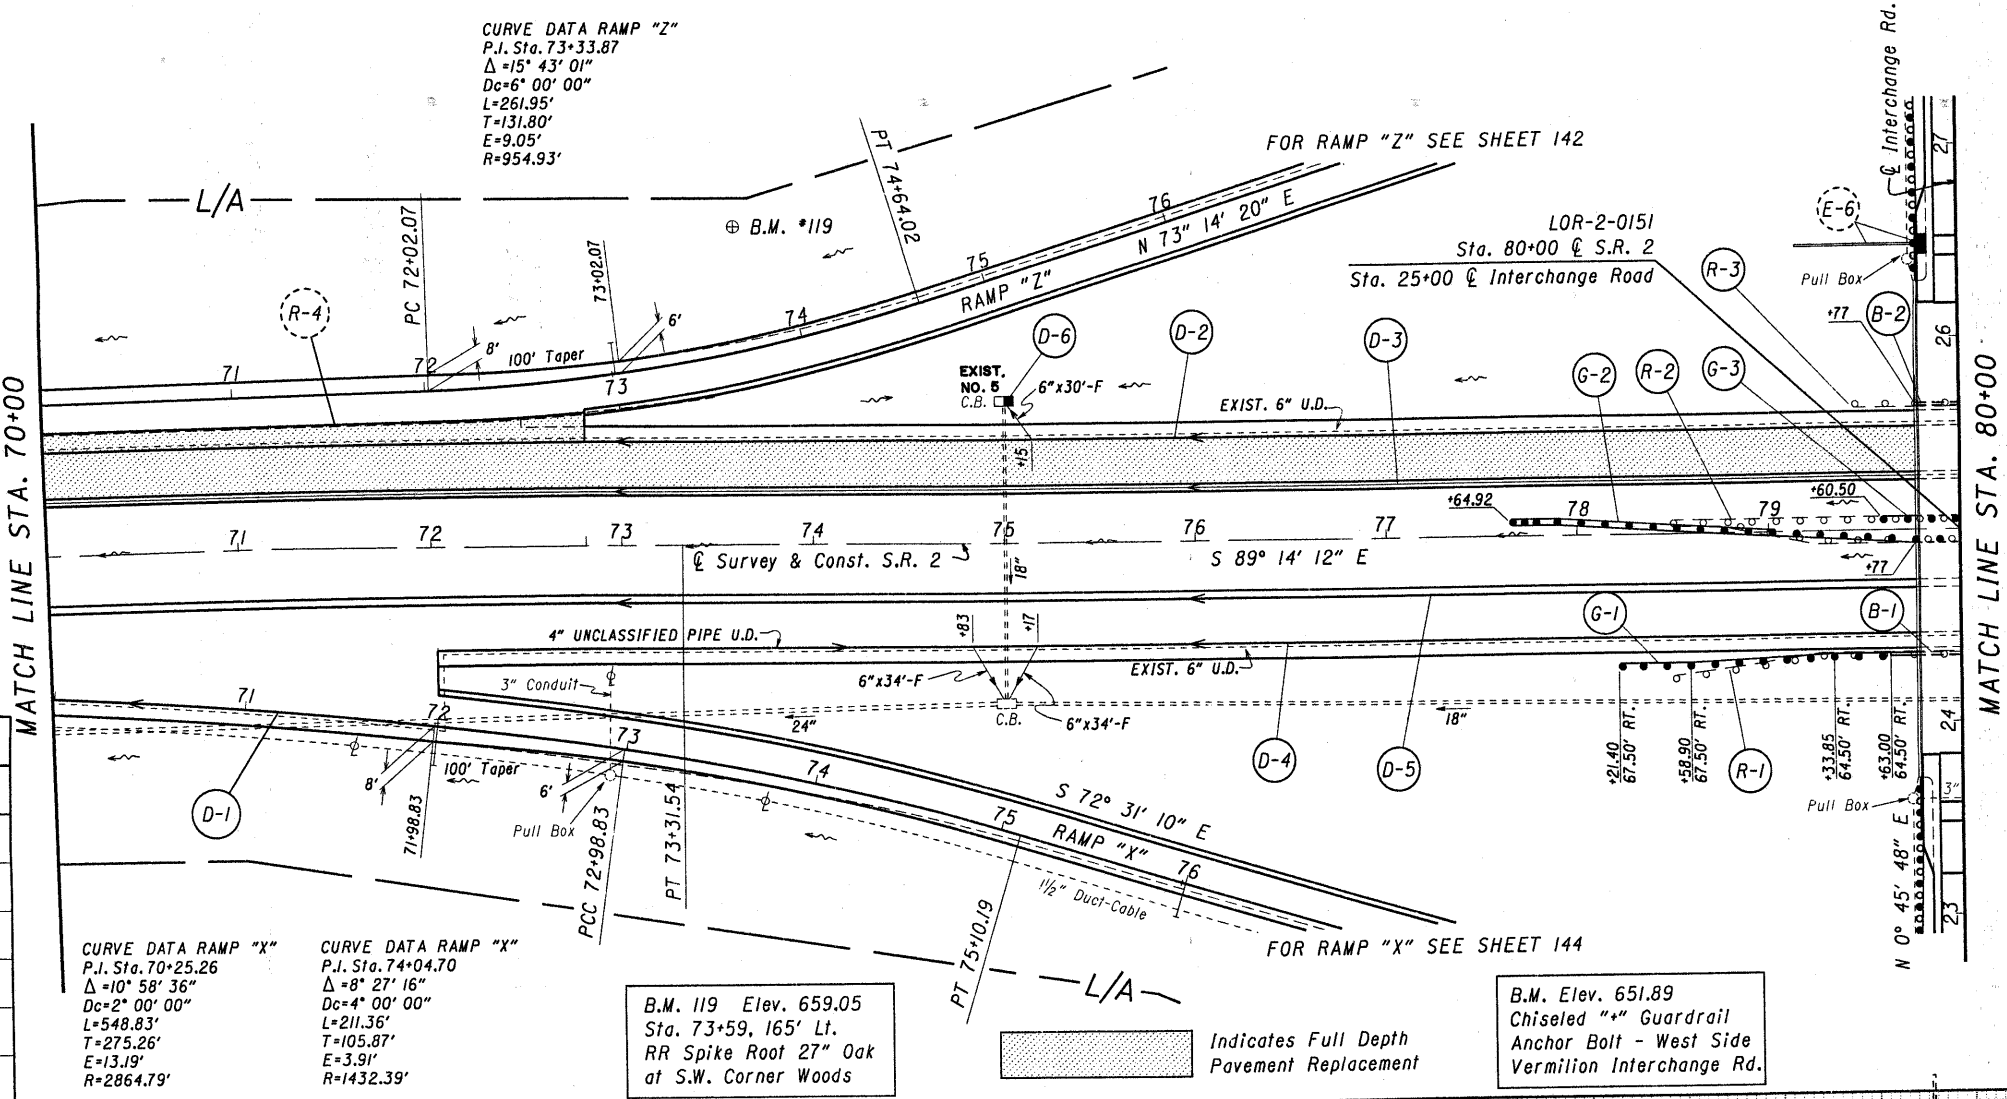 CURVE DATA RAMP "Z"
P.I. Sta. 73+33.87
Δ =15° 43' 01"
Dc=6° 00' 00"
L=261.95'
T=131.80'
E=9.05'
R=954.93'
L/A
PC 72+02.07
73+02.07
PT 74+64.02
⊕ B.M. #119
FOR RAMP "Z" SEE SHEET 142
N 73° 14' 20" E
RAMP "Z"
LOR-2-0151
Sta. 80+00 ℄ S.R. 2
Sta. 25+00 ℄ Interchange Road
℄ Interchange Rd.
E-6
Pull Box
R-3
B-2
+77
27
26
R-4
8'
100' Taper
6'
71
72
73
74
75
76
D-6
D-2
D-3
G-2
R-2
G-3
EXIST.
NO. 5
C.B.
6"x30'-F
EXIST. 6" U.D.
+15
MATCH LINE STA. 70+00
MATCH LINE STA. 80+00
+64.92
+60.50
71
72
73
74
75
76
77
78
79
℄ Survey & Const. S.R. 2
18"
S 89° 14' 12" E
+77
4" UNCLASSIFIED PIPE U.D.
+83
+17
EXIST. 6" U.D.
G-1
B-1
3" Conduit
6"x34'-F
6"x34'-F
C.B.
24"
18"
71
72
73
74
75
76
D-1
8'
100' Taper
6'
71+98.83
Pull Box
PCC 72+98.83
PT 73+31.54
D-4
D-5
R-1
+21.40
67.50' RT.
+58.90
67.50' RT.
+33.85
64.50' RT.
+63.00
64.50' RT.
24
3"
Pull Box
23
N 0° 45' 48" E
S 72° 31' 10" E
RAMP "X"
1½" Duct-Cable
PT 75+10.19
FOR RAMP "X" SEE SHEET 144
L/A
CURVE DATA RAMP "X"
P.I. Sta. 70+25.26
Δ =10° 58' 36"
Dc=2° 00' 00"
L=548.83'
T=275.26'
E=13.19'
R=2864.79'
CURVE DATA RAMP "X"
P.I. Sta. 74+04.70
Δ =8° 27' 16"
Dc=4° 00' 00"
L=211.36'
T=105.87'
E=3.91'
R=1432.39'
B.M. 119 Elev. 659.05
Sta. 73+59, 165' Lt.
RR Spike Root 27" Oak
at S.W. Corner Woods
Indicates Full Depth
Pavement Replacement
B.M. Elev. 651.89
Chiseled "+" Guardrail
Anchor Bolt - West Side
Vermilion Interchange Rd.